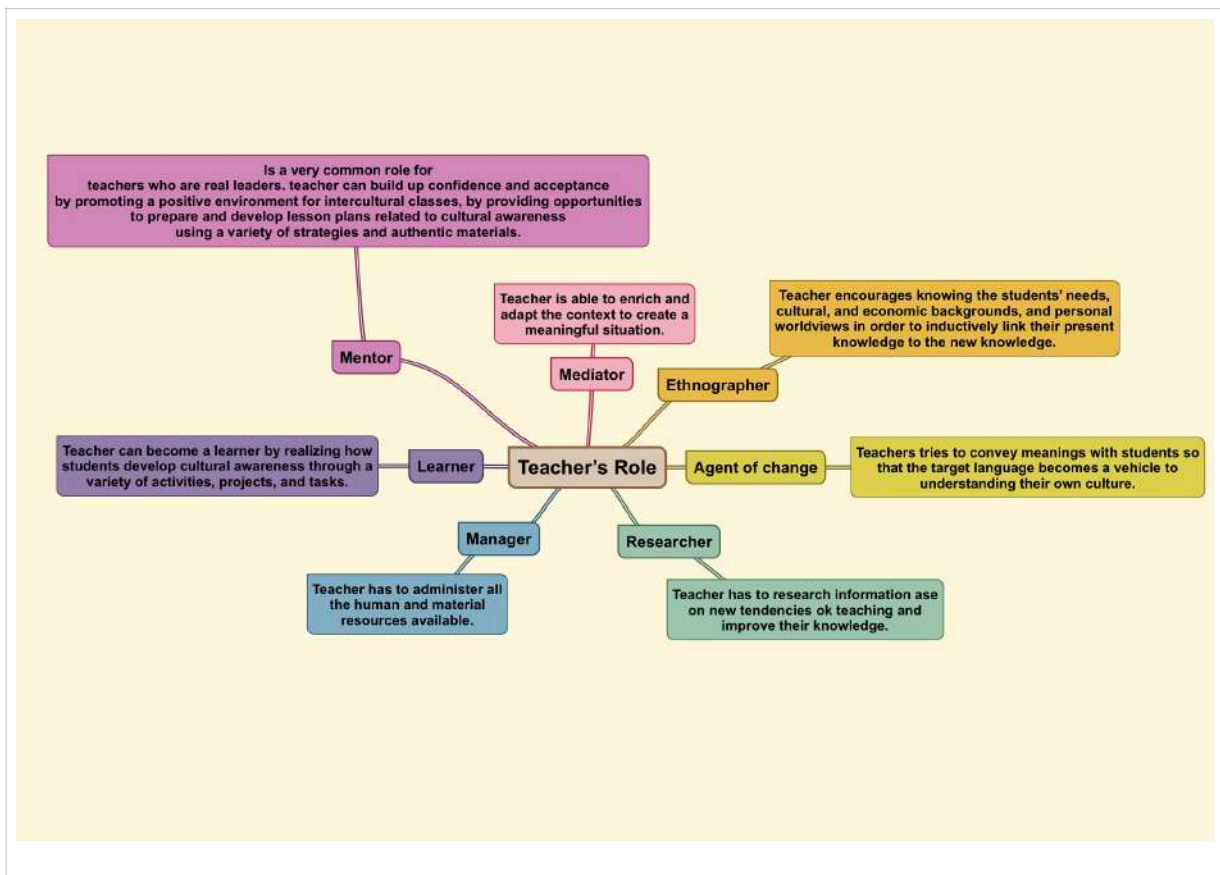 Is a very common role for
teachers who are real leaders. teacher can build up confidence and acceptance
by promoting a positive environment for intercultural classes, by providing opportunities
to prepare and develop lesson plans related to cultural awareness
using a variety of strategies and authentic materials.
Mentor
Teacher is able to enrich and
adapt the context to create a
meaningful situation.
Mediator
Teacher encourages knowing the students' needs,
cultural, and economic backgrounds, and personal
worldviews in order to inductively link their present
knowledge to the new knowledge.
Ethnographer
Teacher can become a learner by realizing how
students develop cultural awareness through a
variety of activities, projects, and tasks.
Learner
Teacher's Role
Agent of change
Teachers tries to convey meanings with students so
that the target language becomes a vehicle to
understanding their own culture.
Manager
Teacher has to administer all
the human and material
resources available.
Researcher
Teacher has to research information ase
on new tendencies ok teaching and
improve their knowledge.